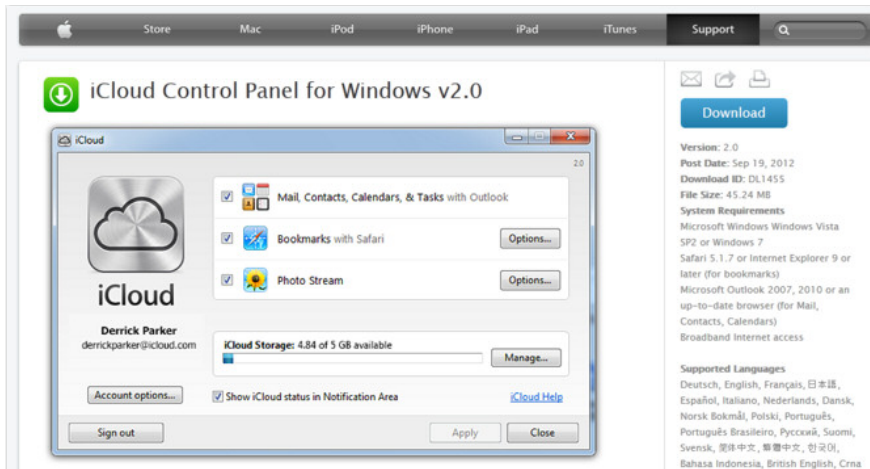 Store Mac iPod iPhone iPad iTunes Support
iCloud Control Panel for Windows v2.0
iCloud
2.0
Mail, Contacts, Calendars, & Tasks with Outlook
Bookmarks with Safari
Options...
Photo Stream
Options...
iCloud
Derrick Parker
derrickparker@icloud.com
iCloud Storage: 4.84 of 5 GB available
Manage...
Account options...
Show iCloud status in Notification Area
iCloud Help
Sign out
Apply
Close
Download
Version: 2.0
Post Date: Sep 19, 2012
Download ID: DL1455
File Size: 45.24 MB
System Requirements
Microsoft Windows Windows Vista
SP2 or Windows 7
Safari 5.1.7 or Internet Explorer 9 or
later (for bookmarks)
Microsoft Outlook 2007, 2010 or an
up-to-date browser (for Mail,
Contacts, Calendars)
Broadband Internet access
Supported Languages
Deutsch, English, Français, 日本語,
Español, Italiano, Nederlands, Dansk,
Norsk Bokmål, Polski, Português,
Português Brasileiro, Русский, Suomi,
Svensk, 简体中文, 繁體中文, 한국어,
Bahasa Indonesia, British English, Crna